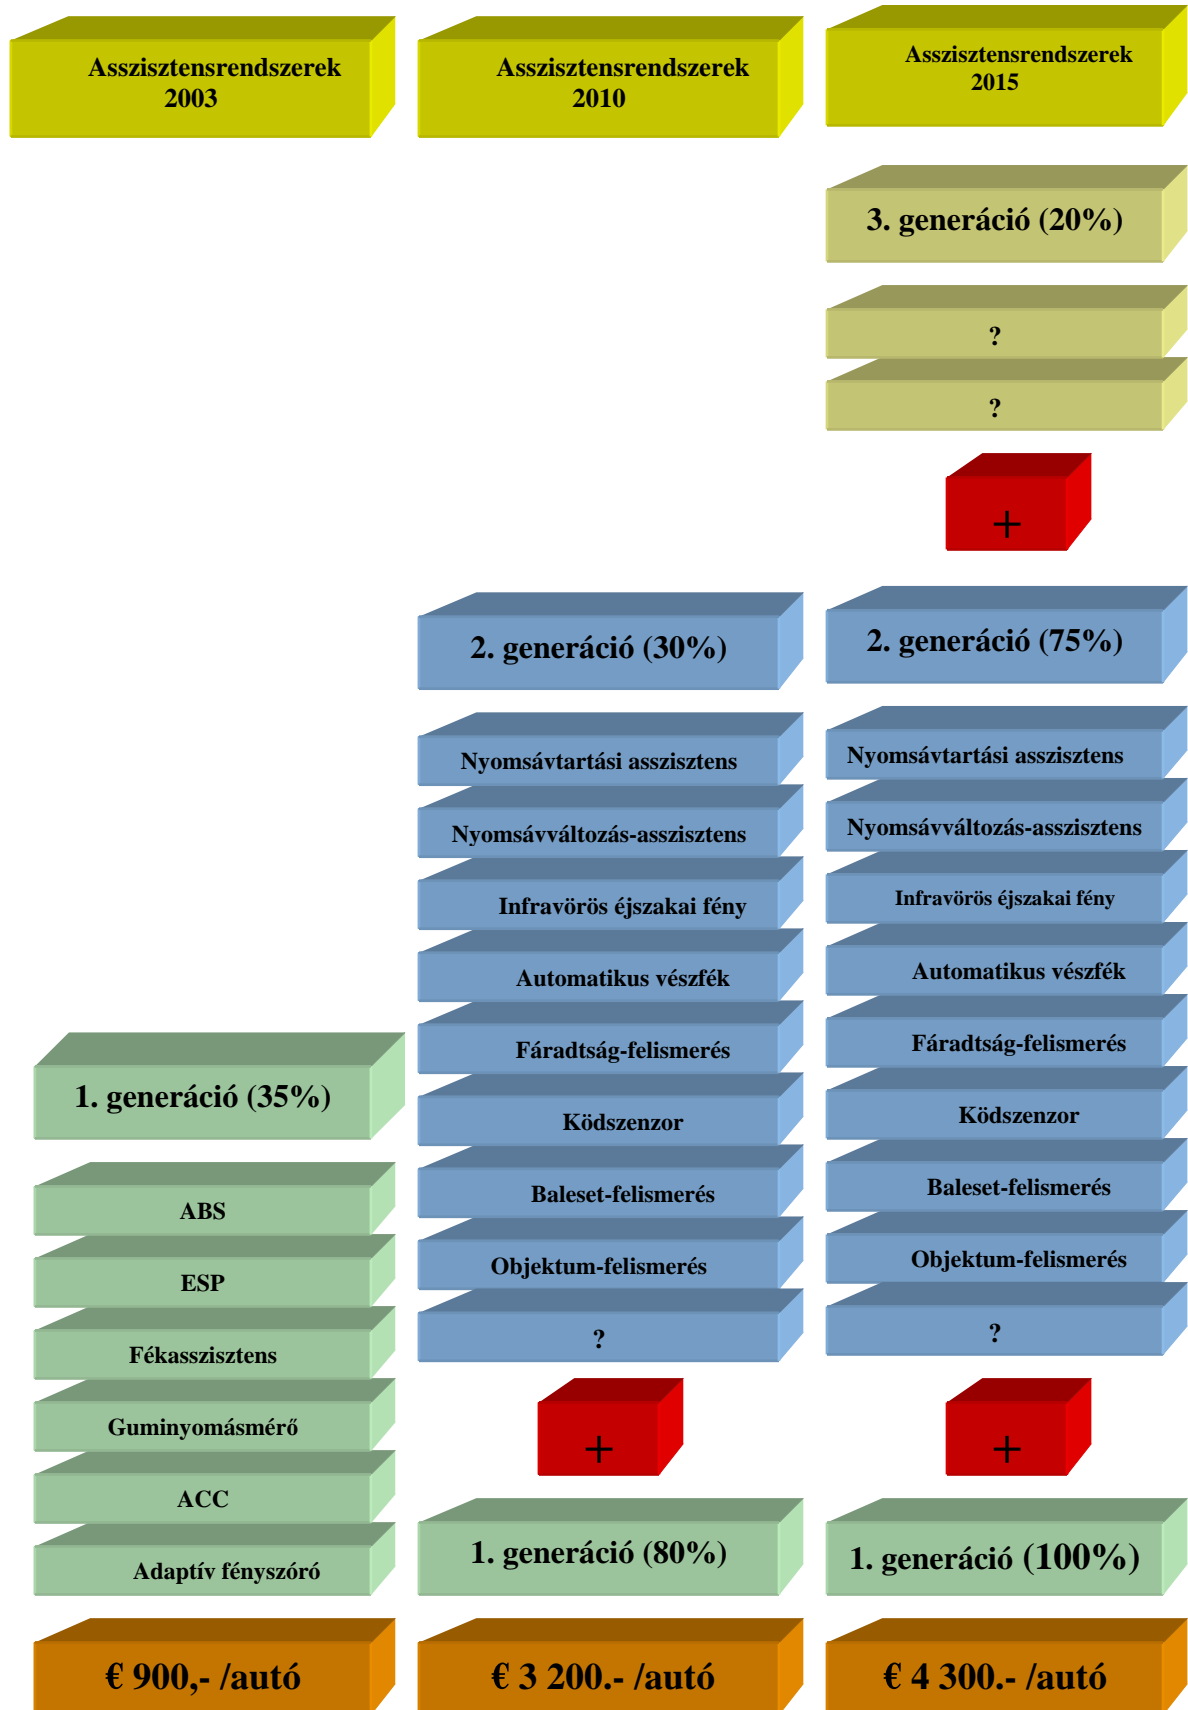 Asszisztensrendszerek
2003
1. generáció (35%)
ABS
ESP
Fékasszisztens
Guminyomásmérő
ACC
Adaptív fényszóró
€ 900,- /autó
Asszisztensrendszerek
2010
2. generáció (30%)
Nyomsávtartási asszisztens
Nyomsávváltozás-asszisztens
Infravörös éjszakai fény
Automatikus vészfék
Fáradtság-felismerés
Ködszenzor
Baleset-felismerés
Objektum-felismerés
?
+
1. generáció (80%)
€ 3 200.- /autó
Asszisztensrendszerek
2015
3. generáció (20%)
?
?
+
2. generáció (75%)
Nyomsávtartási asszisztens
Nyomsávváltozás-asszisztens
Infravörös éjszakai fény
Automatikus vészfék
Fáradtság-felismerés
Ködszenzor
Baleset-felismerés
Objektum-felismerés
?
+
1. generáció (100%)
€ 4 300.- /autó